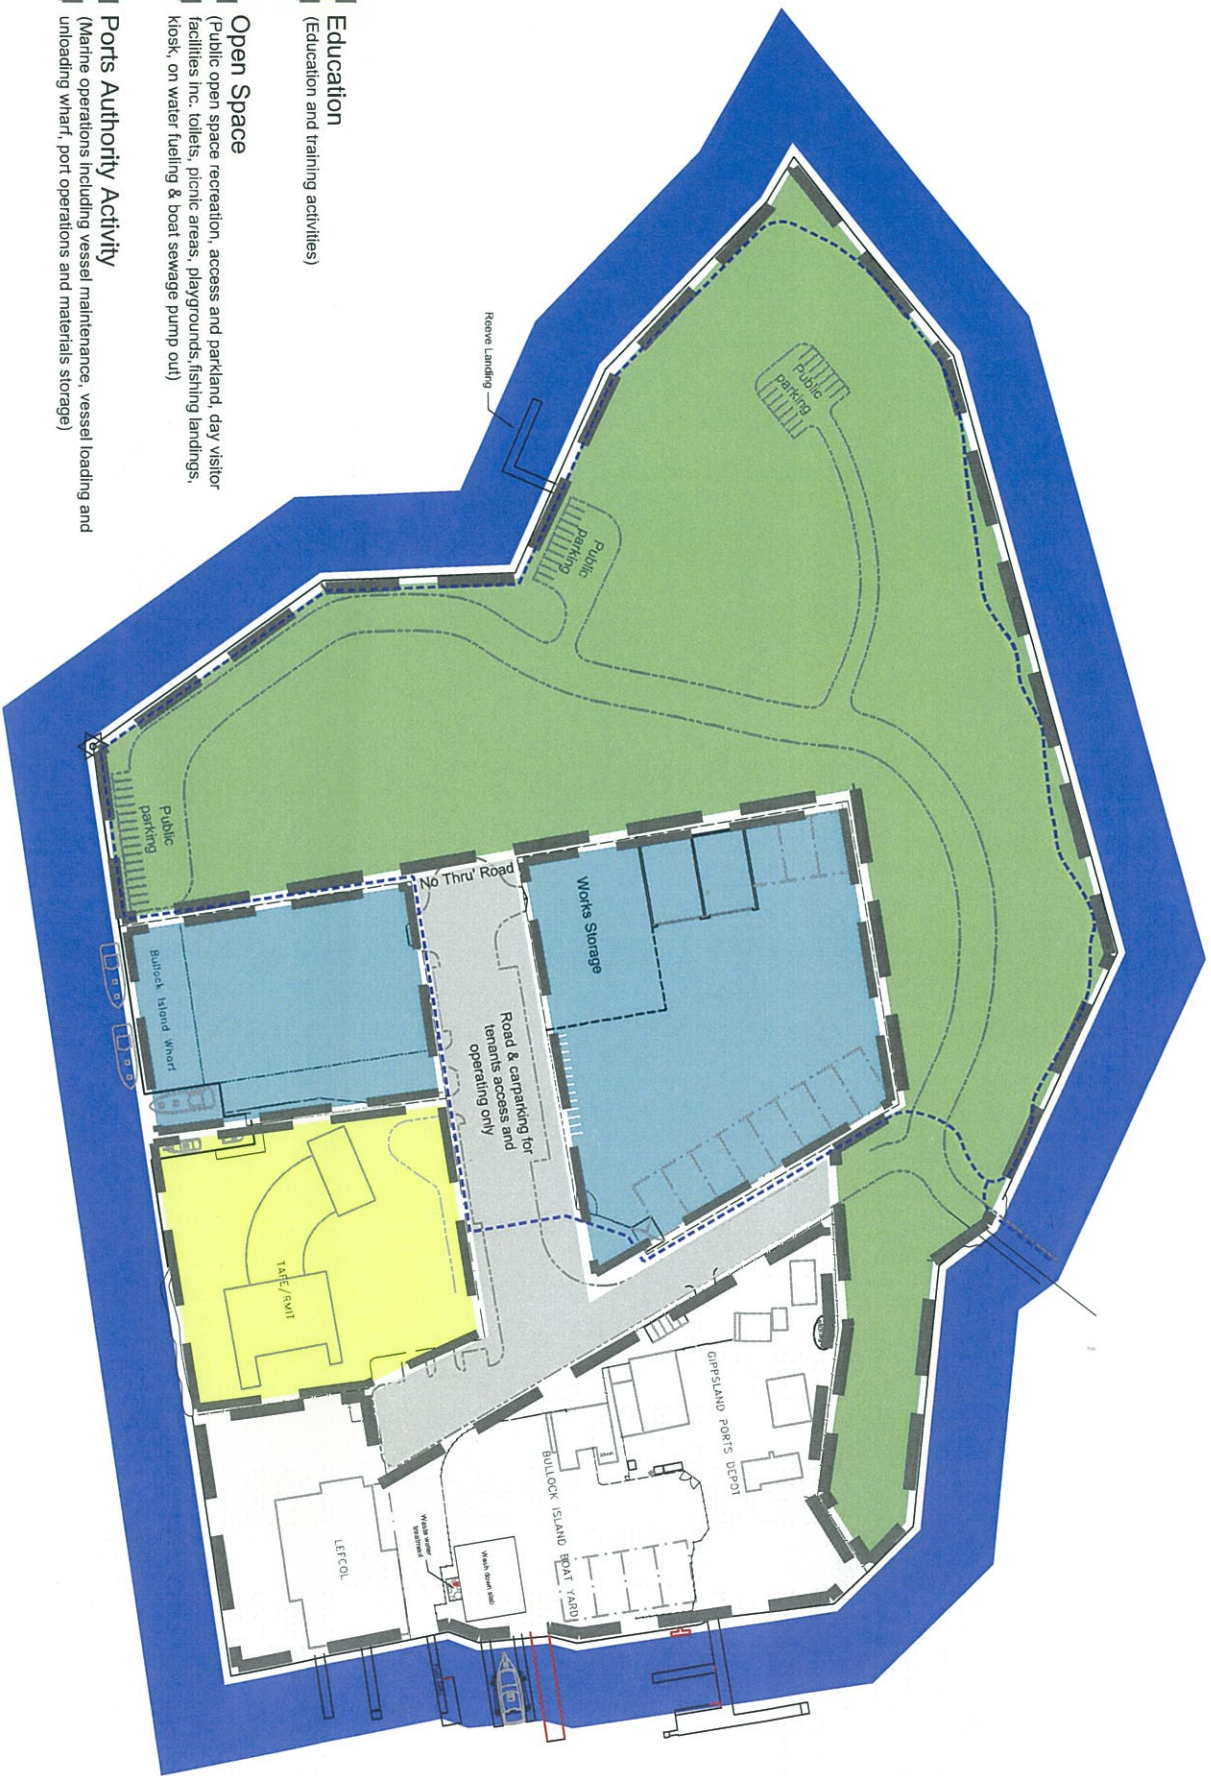 Education
(Education and training activities)
Open Space
(Public open space recreation, access and parkland, day visitor
facilities inc. toilets, picnic areas, playgrounds,fishing landings,
kiosk, on water fueling & boat sewage pump out)
Ports Authority Activity
(Marine operations including vessel maintenance, vessel loading and
unloading wharf, port operations and materials storage)
Reeve Landing
Public
parking
Public
parking
Public
parking
No Thru' Road
Works Storage
Road & carparking for
tenants access and
operating only
Bullock Island Wharf
TAFE/RMIT
GIPPSLAND PORTS DEPOT
BULLOCK ISLAND BOAT YARD
LEFCOL
Waste water
treatment
Wash down slab